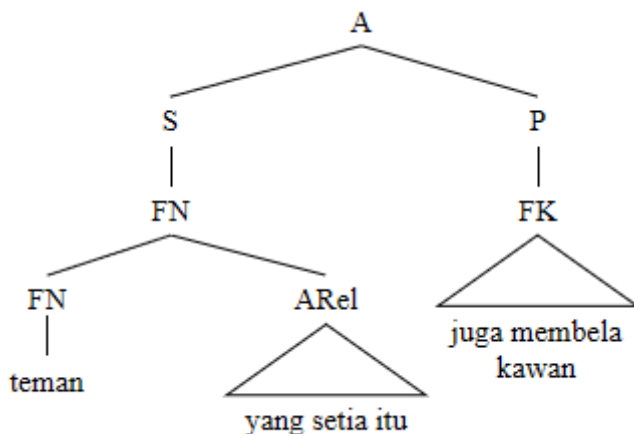 A
S P
FN FK
FN ARel
juga membela
kawan
teman
yang setia itu